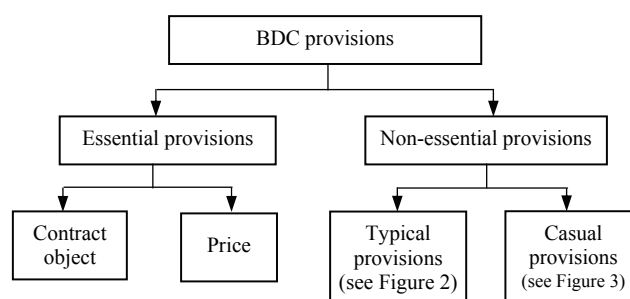 BDC provisions
Essential provisions
Non-essential provisions
Contract
object
Price
Typical
provisions
(see Figure 2)
Casual
provisions
(see Figure 3)